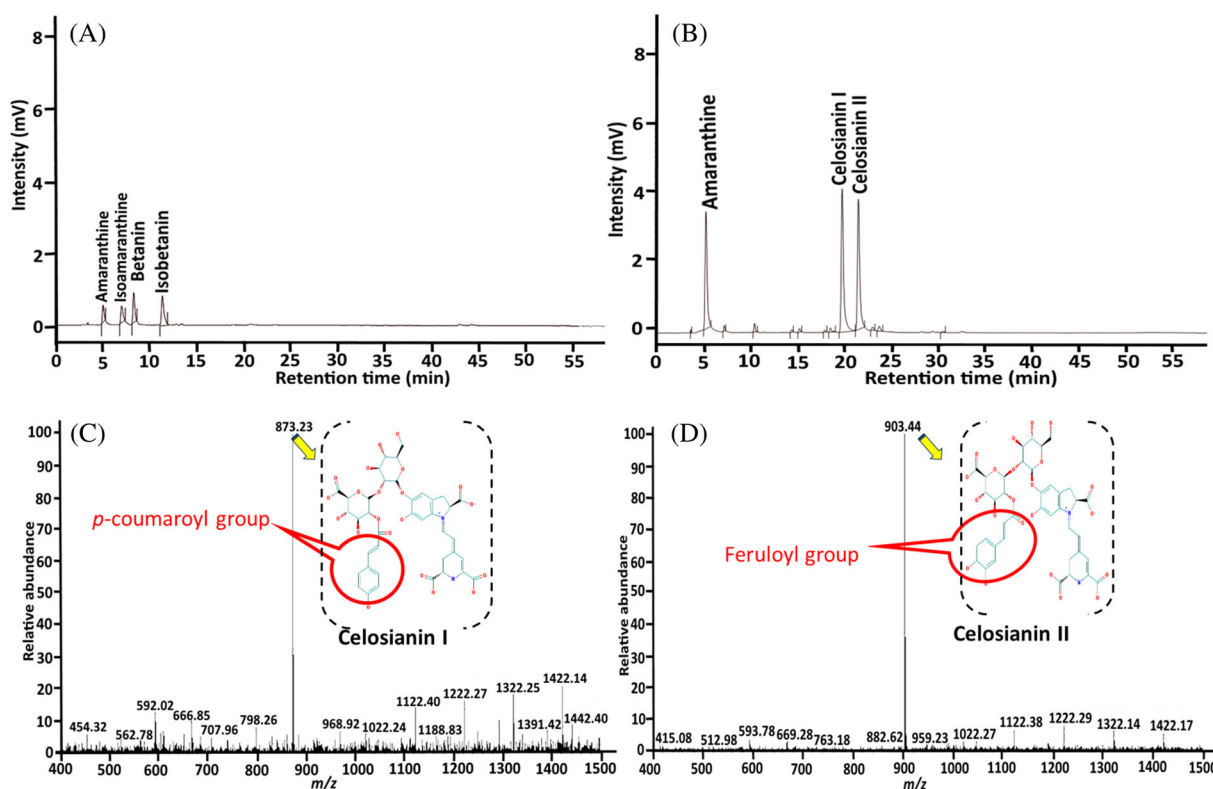 (A)
8
6
4
2
0
Intensity (mV)
Amaranthine
Isoamaranthine
Betanin
Isobetanin
0 5 10 15 20 25 30 35 40 45 50 55
Retention time (min)
(B)
8
6
4
2
0
Intensity (mV)
Amaranthine
Celosianin I
Celosianin II
0 5 10 15 20 25 30 35 40 45 50 55
Retention time (min)
(C)
100
90
80
70
60
50
40
30
20
10
0
Relative abundance
873.23
p-coumaroyl group
Celosianin I
454.32
562.78
592.02
666.85
707.96
798.26
968.92
1022.24
1122.40
1188.83
1222.27
1322.25
1391.42
1422.14
1442.40
400 500 600 700 800 900 1000 1100 1200 1300 1400 1500
m/z
(D)
100
90
80
70
60
50
40
30
20
10
0
Relative abundance
903.44
Feruloyl group
Celosianin II
415.08
512.98
593.78
669.28
763.18
882.62
959.23
1022.27
1122.38
1222.29
1322.14
1422.17
400 500 600 700 800 900 1000 1100 1200 1300 1400 1500
m/z